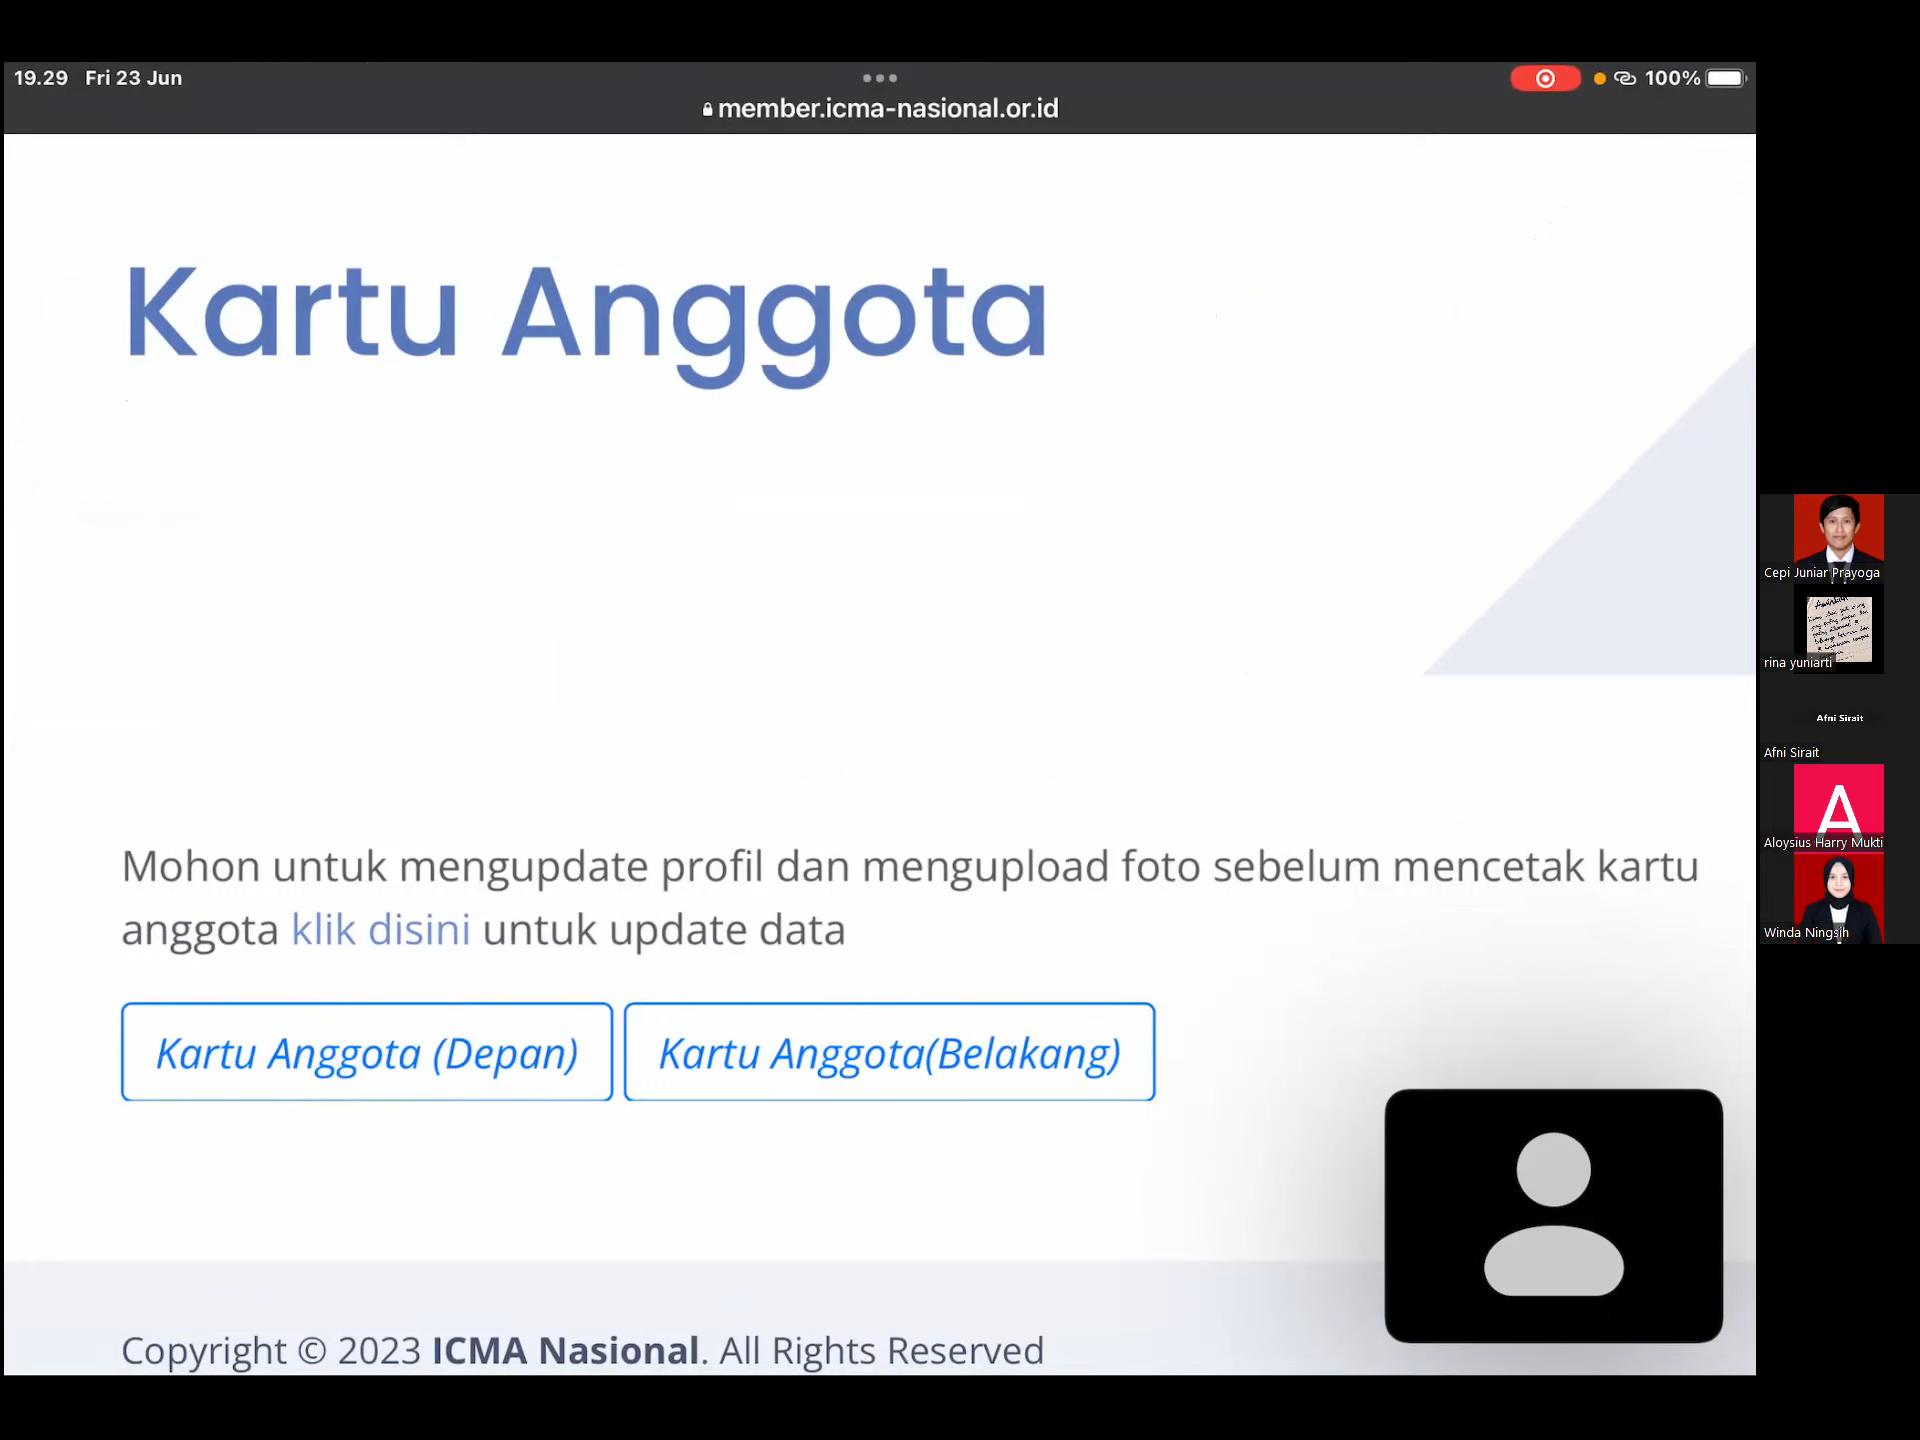 19.29 Fri 23 Jun
100%
member.icma-nasional.or.id
Kartu Anggota
Mohon untuk mengupdate profil dan mengupload foto sebelum mencetak kartu
anggota klik disini untuk update data
Kartu Anggota (Depan)
Kartu Anggota(Belakang)
Copyright © 2023 ICMA Nasional. All Rights Reserved
Cepi Juniar Prayoga
rina yuniarti
Afni Sirait
Afni Sirait
A
Aloysius Harry Mukti
Winda Ningsih